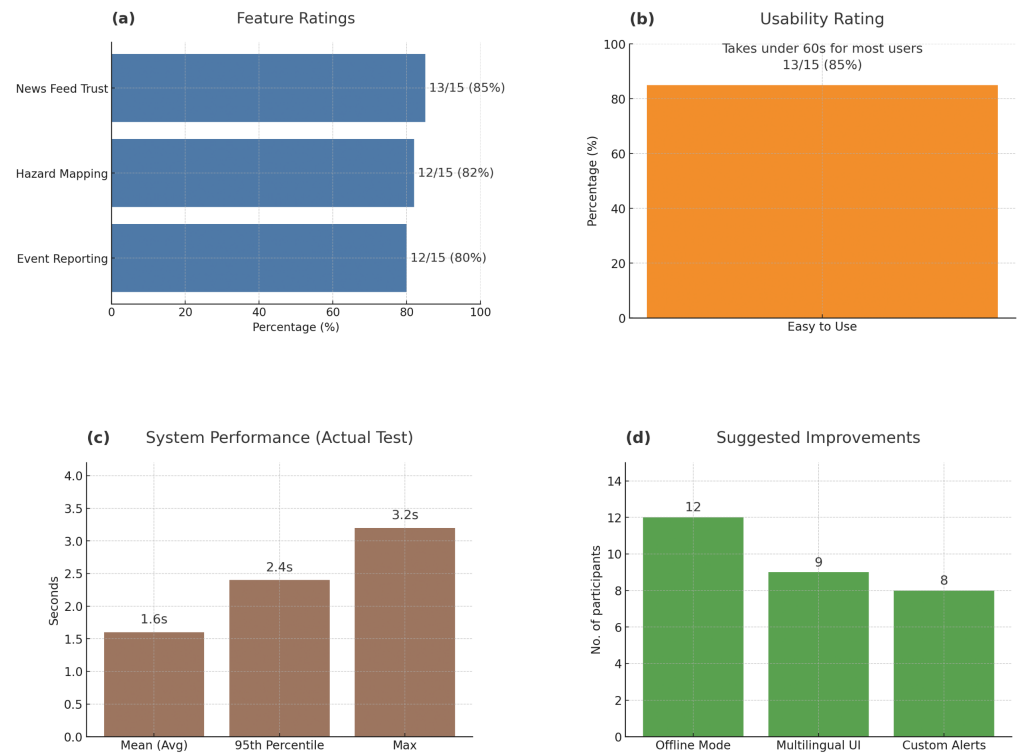 (a) Feature Ratings
News Feed Trust 13/15 (85%)
Hazard Mapping 12/15 (82%)
Event Reporting 12/15 (80%)
0 20 40 60 80 100
Percentage (%)
(b) Usability Rating
Takes under 60s for most users
13/15 (85%)
100
80
60
40
20
0
Percentage (%)
Easy to Use
(c) System Performance (Actual Test)
4.0
3.5
3.0
2.5
2.0
1.5
1.0
0.5
0.0
Seconds
1.6s
2.4s
3.2s
Mean (Avg) 95th Percentile Max
(d) Suggested Improvements
14
12
10
8
6
4
2
0
No. of participants
12
9
8
Offline Mode Multilingual UI Custom Alerts